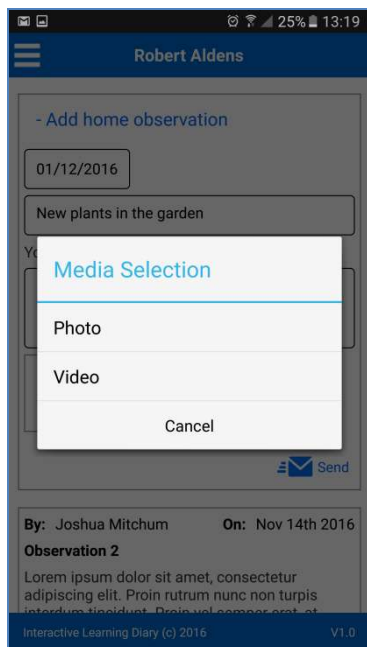 25% 13:19
Robert Aldens
- Add home observation
01/12/2016
New plants in the garden
Media Selection
Photo
Video
Cancel
Send
By: Joshua Mitchum On: Nov 14th 2016
Observation 2
Lorem ipsum dolor sit amet, consectetur
adipiscing elit. Proin rutrum nunc non turpis
Interactive Learning Diary (c) 2016 V1.0